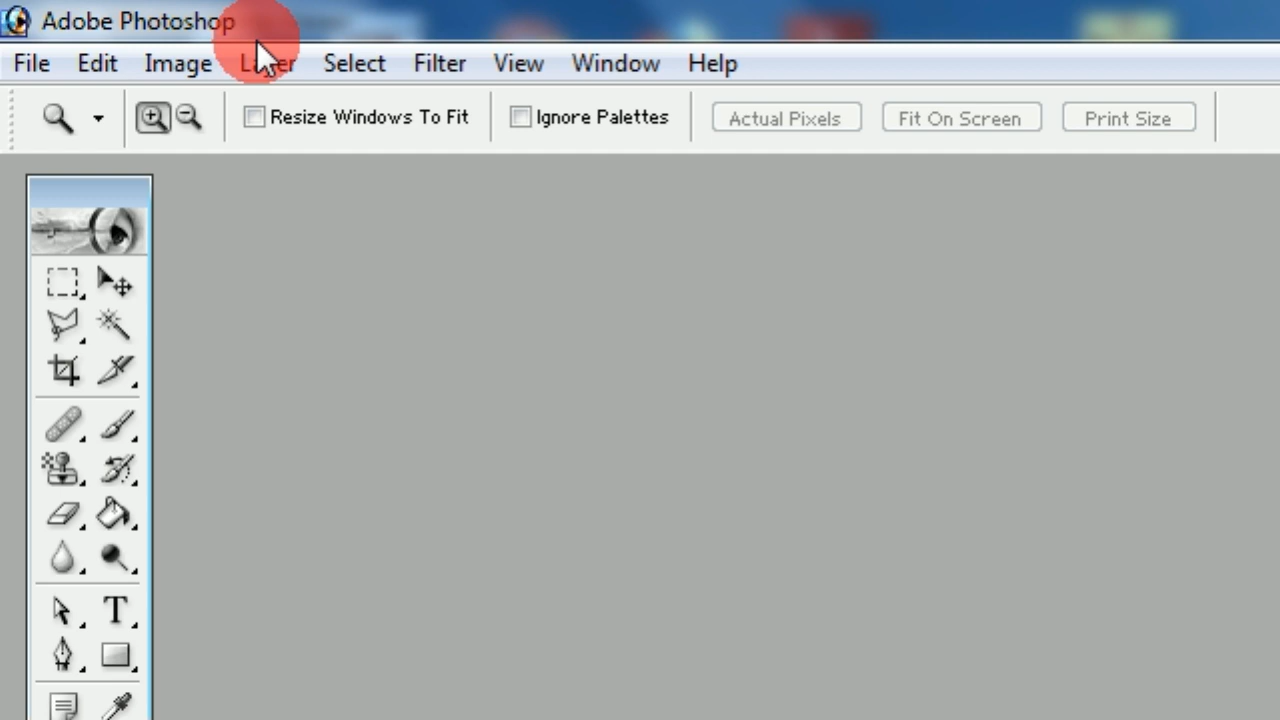 Adobe Photoshop
File Edit Image Layer Select Filter View Window Help
Resize Windows To Fit Ignore Palettes Actual Pixels Fit On Screen Print Size
T